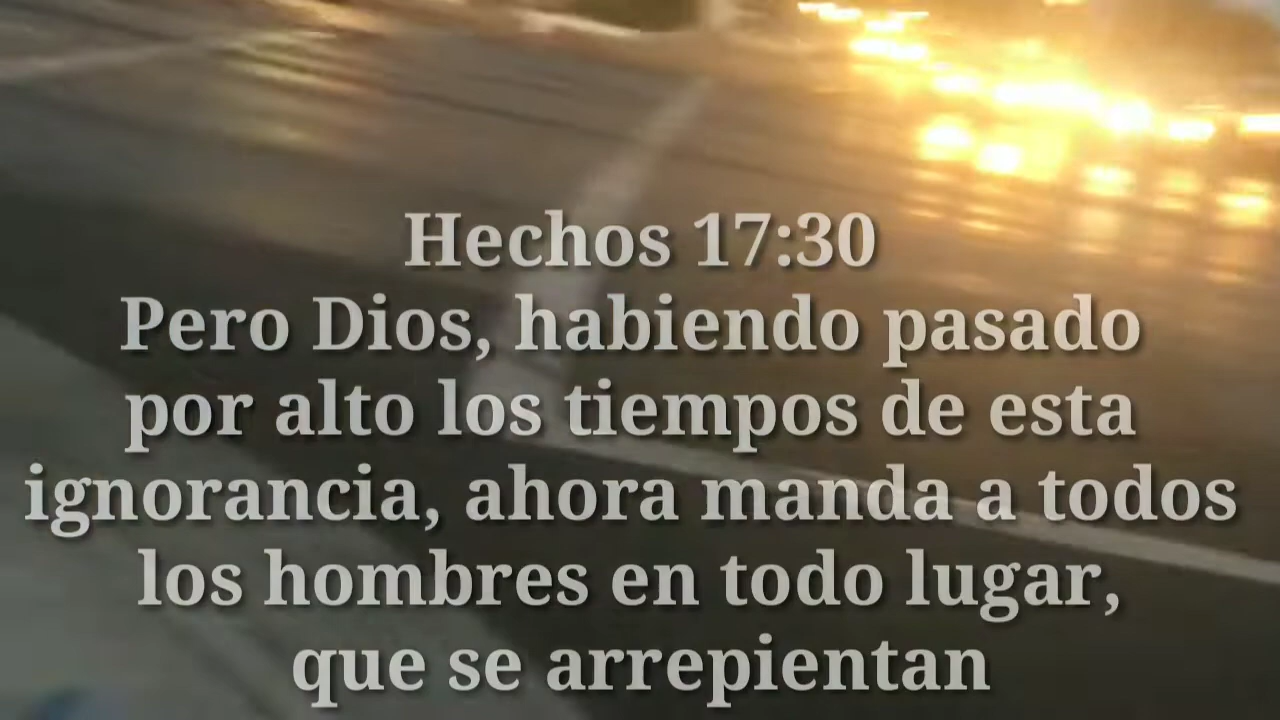 Hechos 17:30
Pero Dios, habiendo pasado
por alto los tiempos de esta
ignorancia, ahora manda a todos
los hombres en todo lugar,
que se arrepientan